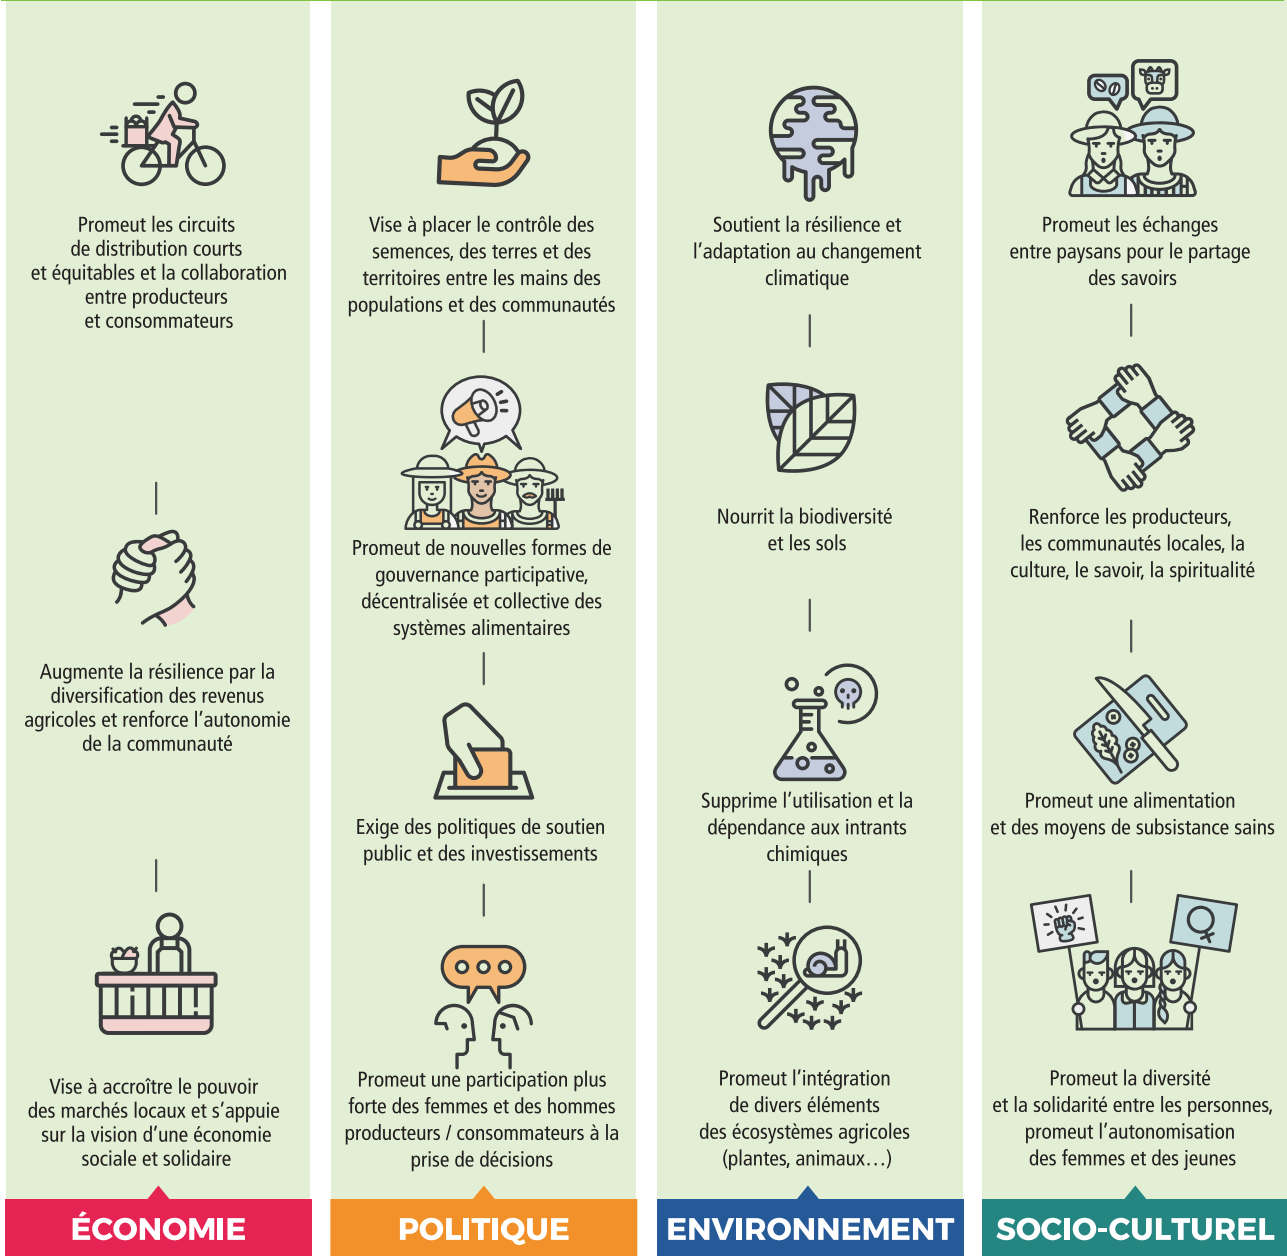 Promeut les circuits
de distribution courts
et équitables et la collaboration
entre producteurs
et consommateurs
Augmente la résilience par la
diversification des revenus
agricoles et renforce l'autonomie
de la communauté
Vise à accroître le pouvoir
des marchés locaux et s'appuie
sur la vision d'une économie
sociale et solidaire
ÉCONOMIE
Vise à placer le contrôle des
semences, des terres et des
territoires entre les mains des
populations et des communautés
Promeut de nouvelles formes de
gouvernance participative,
décentralisée et collective des
systèmes alimentaires
Exige des politiques de soutien
public et des investissements
Promeut une participation plus
forte des femmes et des hommes
producteurs / consommateurs à la
prise de décisions
POLITIQUE
Soutient la résilience et
l'adaptation au changement
climatique
Nourrit la biodiversité
et les sols
Supprime l'utilisation et la
dépendance aux intrants
chimiques
Promeut l'intégration
de divers éléments
des écosystèmes agricoles
(plantes, animaux…)
ENVIRONNEMENT
Promeut les échanges
entre paysans pour le partage
des savoirs
Renforce les producteurs,
les communautés locales, la
culture, le savoir, la spiritualité
Promeut une alimentation
et des moyens de subsistance sains
Promeut la diversité
et la solidarité entre les personnes,
promeut l'autonomisation
des femmes et des jeunes
SOCIO-CULTUREL